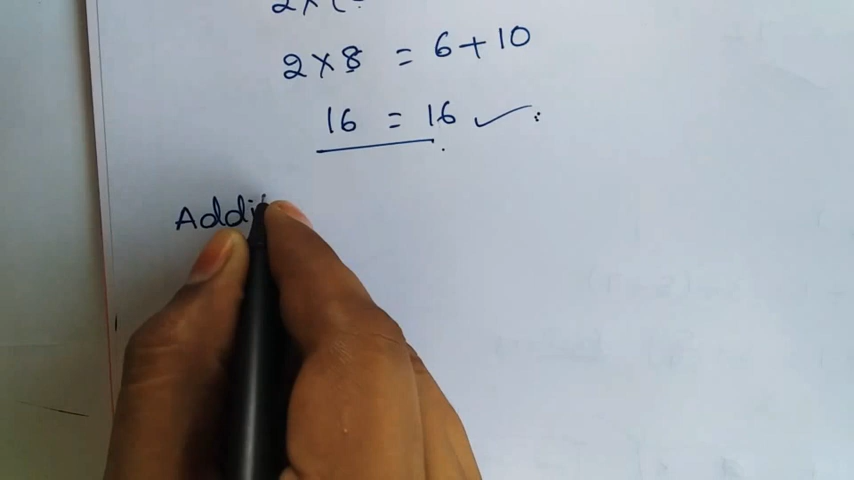 2×8 = 6+10
16 = 16 ✓
Addi